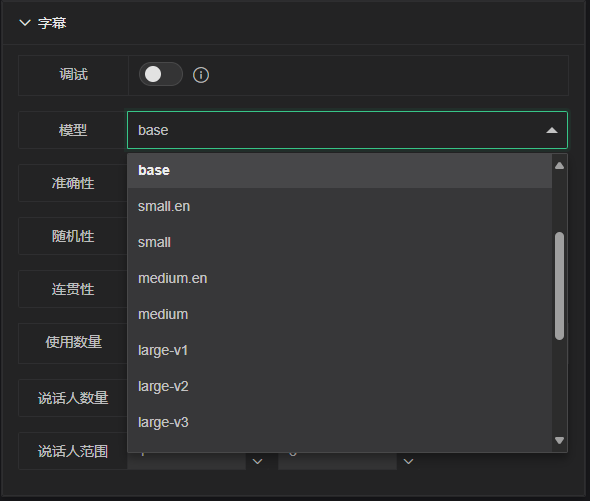 字幕
调试
模型 base
base
准确性
small.en
随机性
small
medium.en
连贯性
medium
使用数量
large-v1
large-v2
说话人数量
large-v3
说话人范围